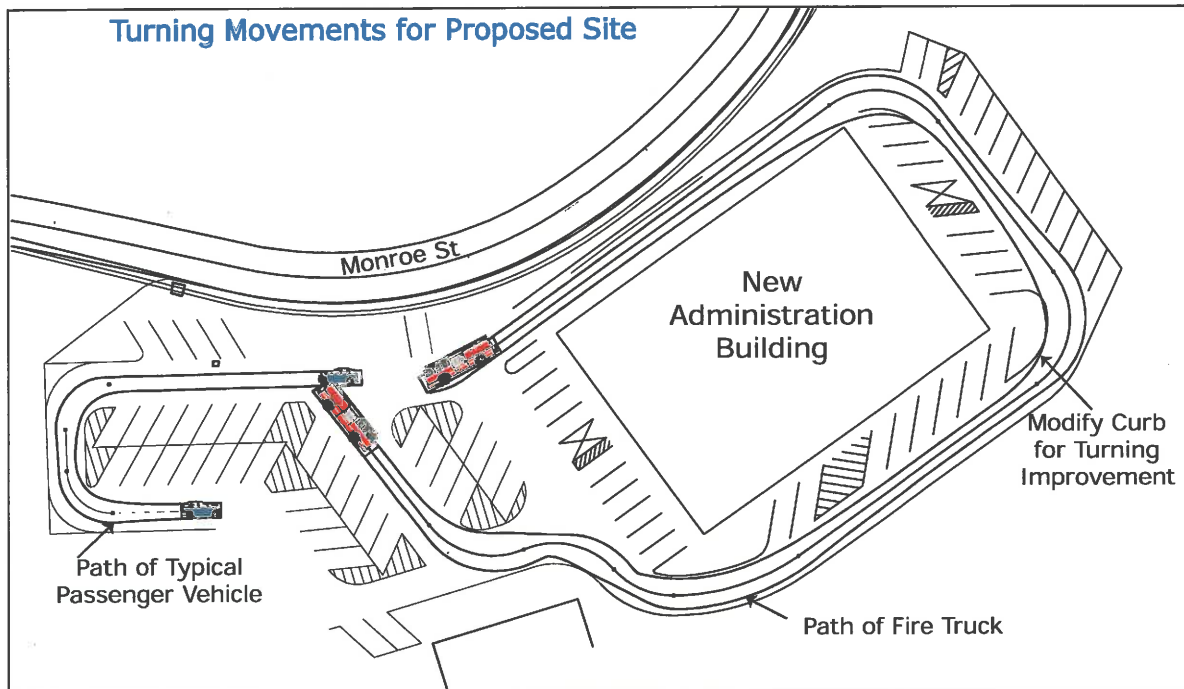 Turning Movements for Proposed Site
Monroe St
New
Administration
Building
Modify Curb
for Turning
Improvement
Path of Typical
Passenger Vehicle
Path of Fire Truck